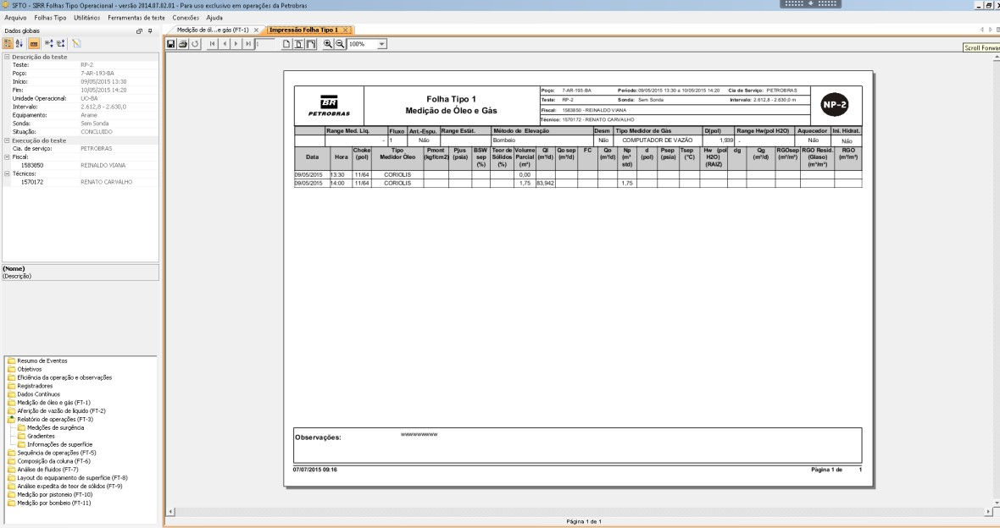 SFTO - SIRR Folhas Tipo Operacional - versão 2014.07.02.01 - Para uso exclusivo em operações da Petrobras
Arquivo Folhas Tipo Utilitários Ferramentas de teste Conexões Ajuda
Dados globais
Descrição do teste
Teste: RP-2
Poço: 7-AR-193-BA
Início: 09/05/2015 13:30
Fim: 10/05/2015 14:20
Unidade Operacional: UO-BA
Intervalo: 2.612,8 - 2.630,0
Equipamento: Arame
Sonda: Sem Sonda
Situação: CONCLUIDO
Execução do teste
Cia. de serviço: PETROBRAS
Fiscal:
1583850 REINALDO VIANA
Técnicos:
1570172 RENATO CARVALHO
(Nome)
(Descrição)
Resumo de Eventos
Objetivos
Eficiência da operação e observações
Registradores
Dados Contínuos
Medição de óleo e gás (FT-1)
Aferição de vazão de líquido (FT-2)
Relatório de operações (FT-3)
Medições de surgência
Gradientes
Informações de superfície
Sequência de operações (FT-5)
Composição da coluna (FT-6)
Análise de fluidos (FT-7)
Layout do equipamento de superfície (FT-8)
Análise expedita de teor de sólidos (FT-9)
Medição por pistoneio (FT-10)
Medição por bombeio (FT-11)
Medição de ól...e gás (FT-1) Impressão Folha Tipo 1
1 100%
Scroll Forwar
BR
PETROBRAS
Folha Tipo 1
Medição de Óleo e Gás
Poço: 7-AR-193-BA Período: 09/05/2015 13:30 a 10/05/2015 14:20 Cia de Serviço: PETROBRAS
Teste: RP-2 Sonda: Sem Sonda Intervalo: 2.612,8 - 2.630,0 m
Fiscal: 1583850 - REINALDO VIANA
Técnico: 1570172 - RENATO CARVALHO
NP-2
Range Med. Liq. Fluxo Ant.-Espu. Range Estát. Método de Elevação Desm Tipo Medidor de Gás D(pol) Range Hw(pol H2O) Aquecedor Ini. Hidrat.
- 1 Não Bombeio Não COMPUTADOR DE VAZÃO 1,939 - Não Não
Data Hora Choke (pol) Tipo Medidor Óleo Pmont (kgf/cm2) Pjus (psia) BSW sep (%) Teor de Sólidos (%) Volume Parcial (m³) Ql (m³/d) Qo sep (m³/d) FC Qo (m³/d) Np (m³ std) d (pol) Psep (psia) Tsep (°C) Hw (pol H2O) (RAIZ) dg Qg (m³/d) RGOsep (m³/m³) RGO Resid. (Glaso) (m³/m³) RGO (m³/m³)
09/05/2015 13:30 11/64 CORIOLIS 0,00
09/05/2015 14:00 11/64 CORIOLIS 1,75 83,942 1,75
Observações: wwwwwwwww
07/07/2015 09:16 Página 1 de 1
Página 1 de 1